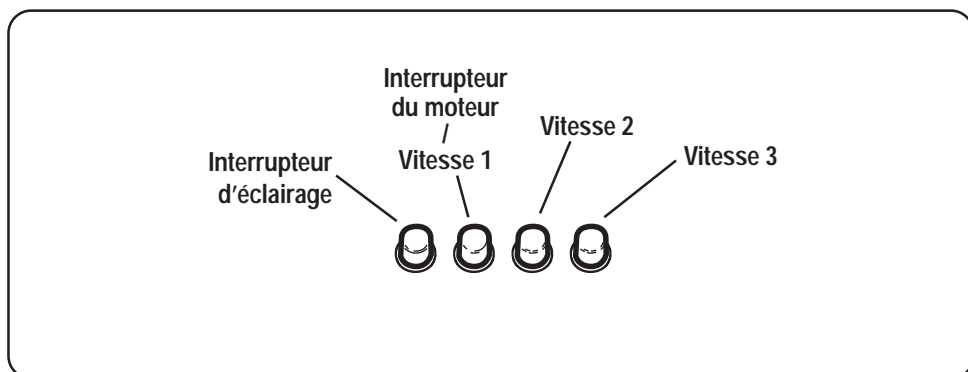 Interrupteur
du moteur
Vitesse 1
Vitesse 2
Vitesse 3
Interrupteur
d'éclairage